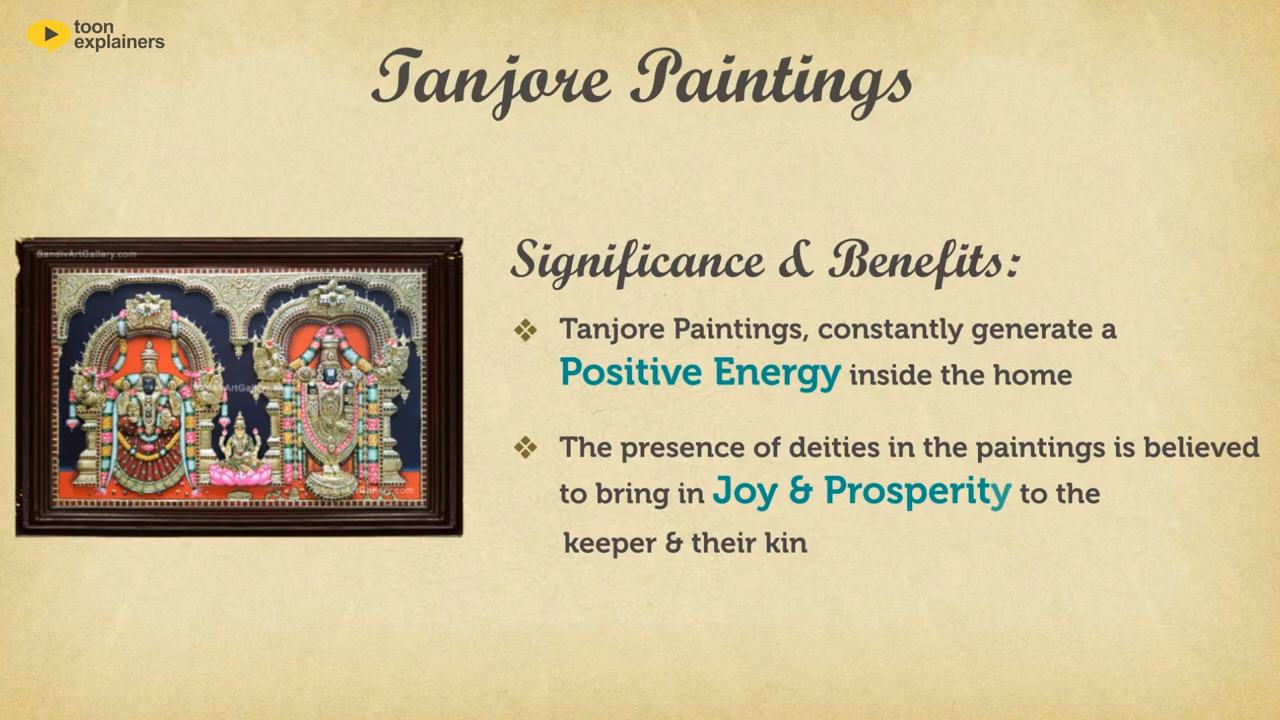 toon
explainers
Tanjore Paintings
SandivArtGallery.com
Significance & Benefits:
❖ Tanjore Paintings, constantly generate a
Positive Energy inside the home
❖ The presence of deities in the paintings is believed
to bring in Joy & Prosperity to the
keeper & their kin